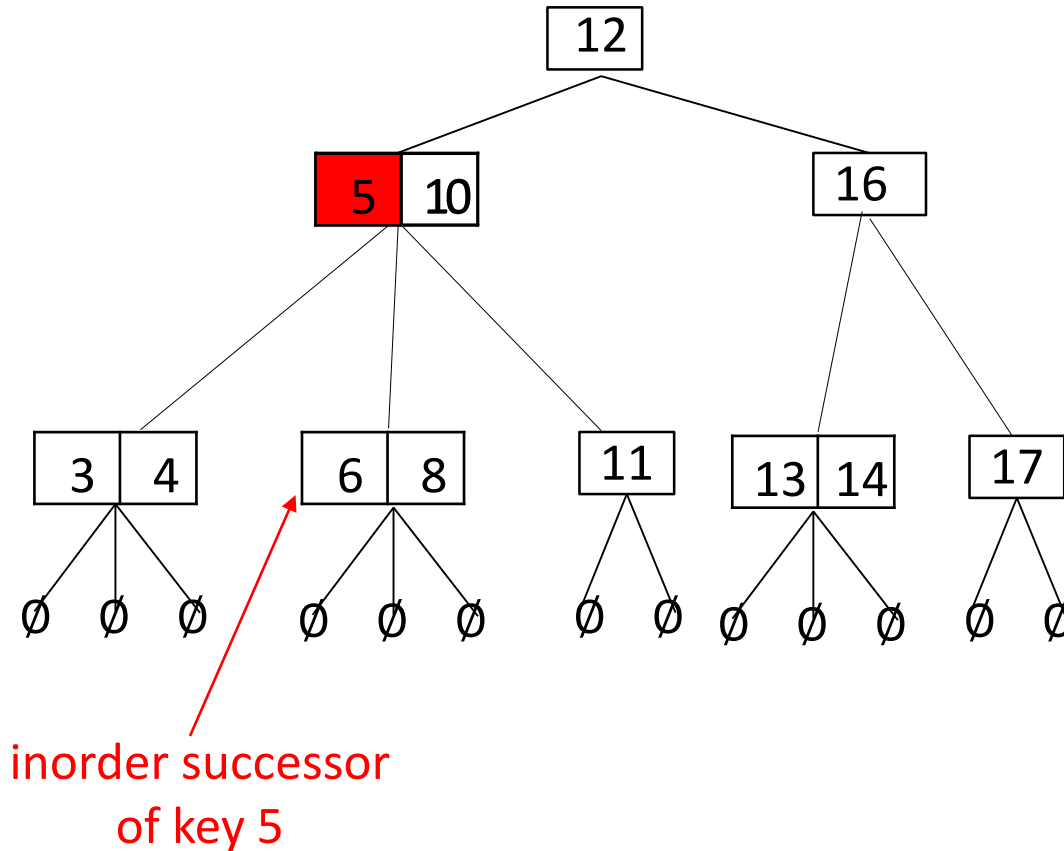 12
5 10 16
3 4 6 8 11 13 14 17
Ø Ø Ø Ø Ø Ø Ø Ø Ø Ø Ø Ø Ø
inorder successor
of key 5